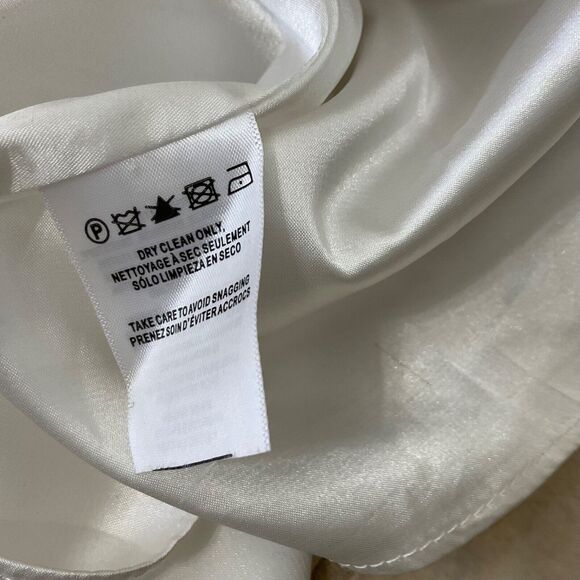 P
DRY CLEAN ONLY,
NETTOYAGE À SEC SEULEMENT
SÓLO LIMPIEZA EN SECO
TAKE CARE TO AVOID SNAGGING
PRENEZ SOIN D'ÉVITER ACCROCS